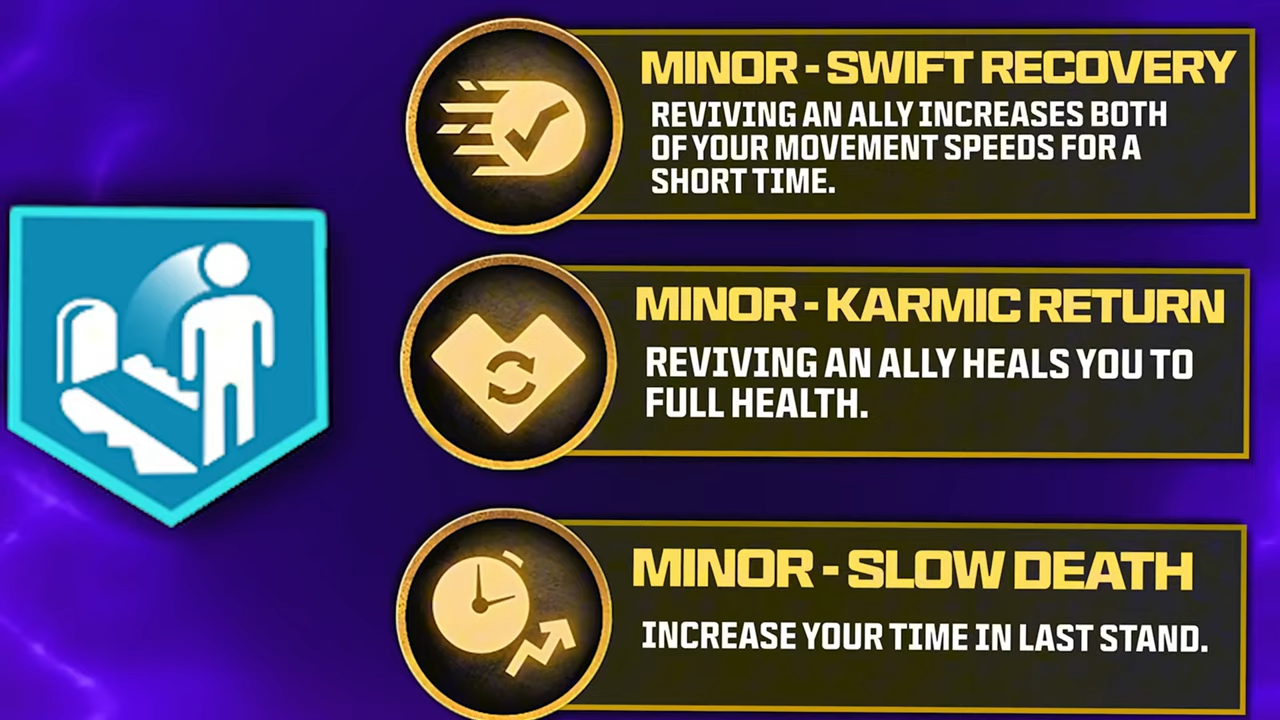 MINOR - SWIFT RECOVERY
REVIVING AN ALLY INCREASES BOTH
OF YOUR MOVEMENT SPEEDS FOR A
SHORT TIME.
MINOR - KARMIC RETURN
REVIVING AN ALLY HEALS YOU TO
FULL HEALTH.
MINOR - SLOW DEATH
INCREASE YOUR TIME IN LAST STAND.